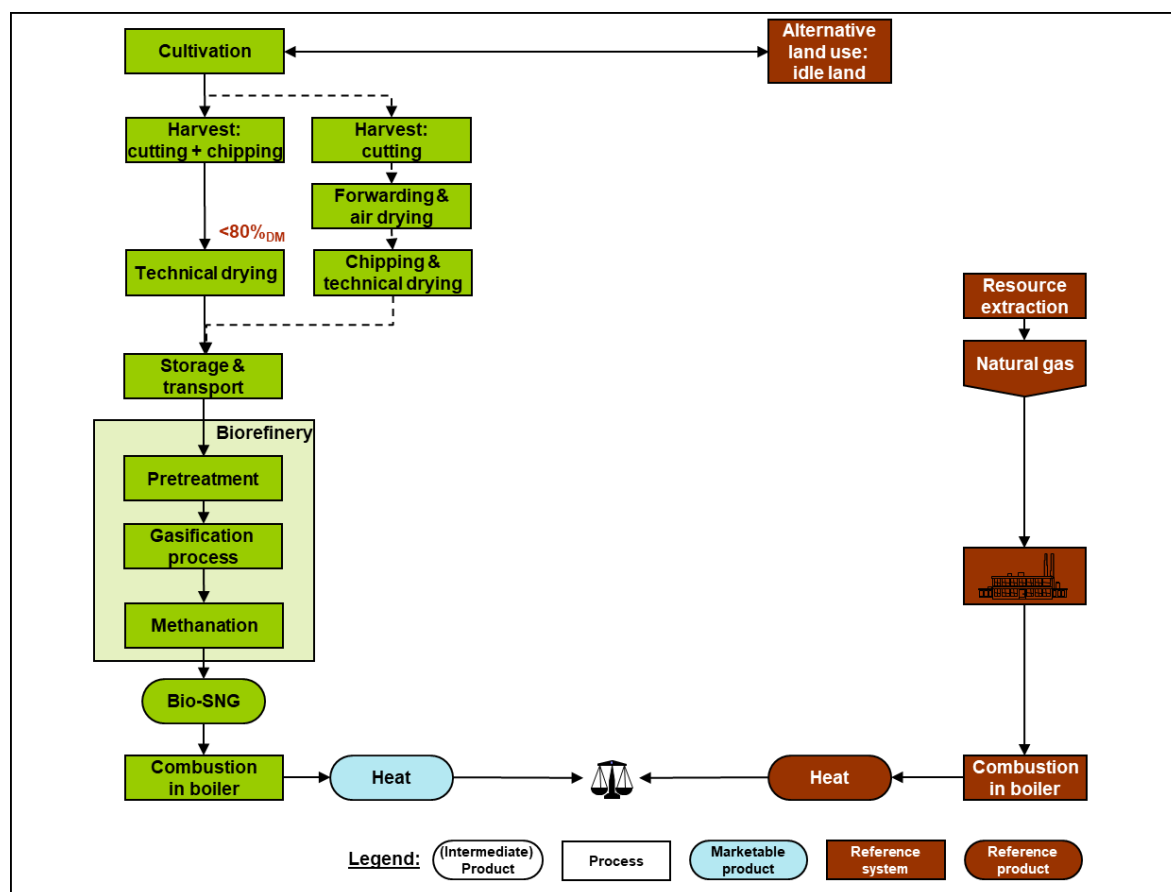 Cultivation
Alternative
land use:
idle land
Harvest:
cutting + chipping
Harvest:
cutting
Forwarding &
air drying
<80%DM
Technical drying
Chipping &
technical drying
Resource
extraction
Storage &
transport
Natural gas
Biorefinery
Pretreatment
Gasification
process
Methanation
Bio-SNG
Combustion
in boiler
Heat
Heat
Combustion
in boiler
Legend:
(Intermediate)
Product
Process
Marketable
product
Reference
system
Reference
product